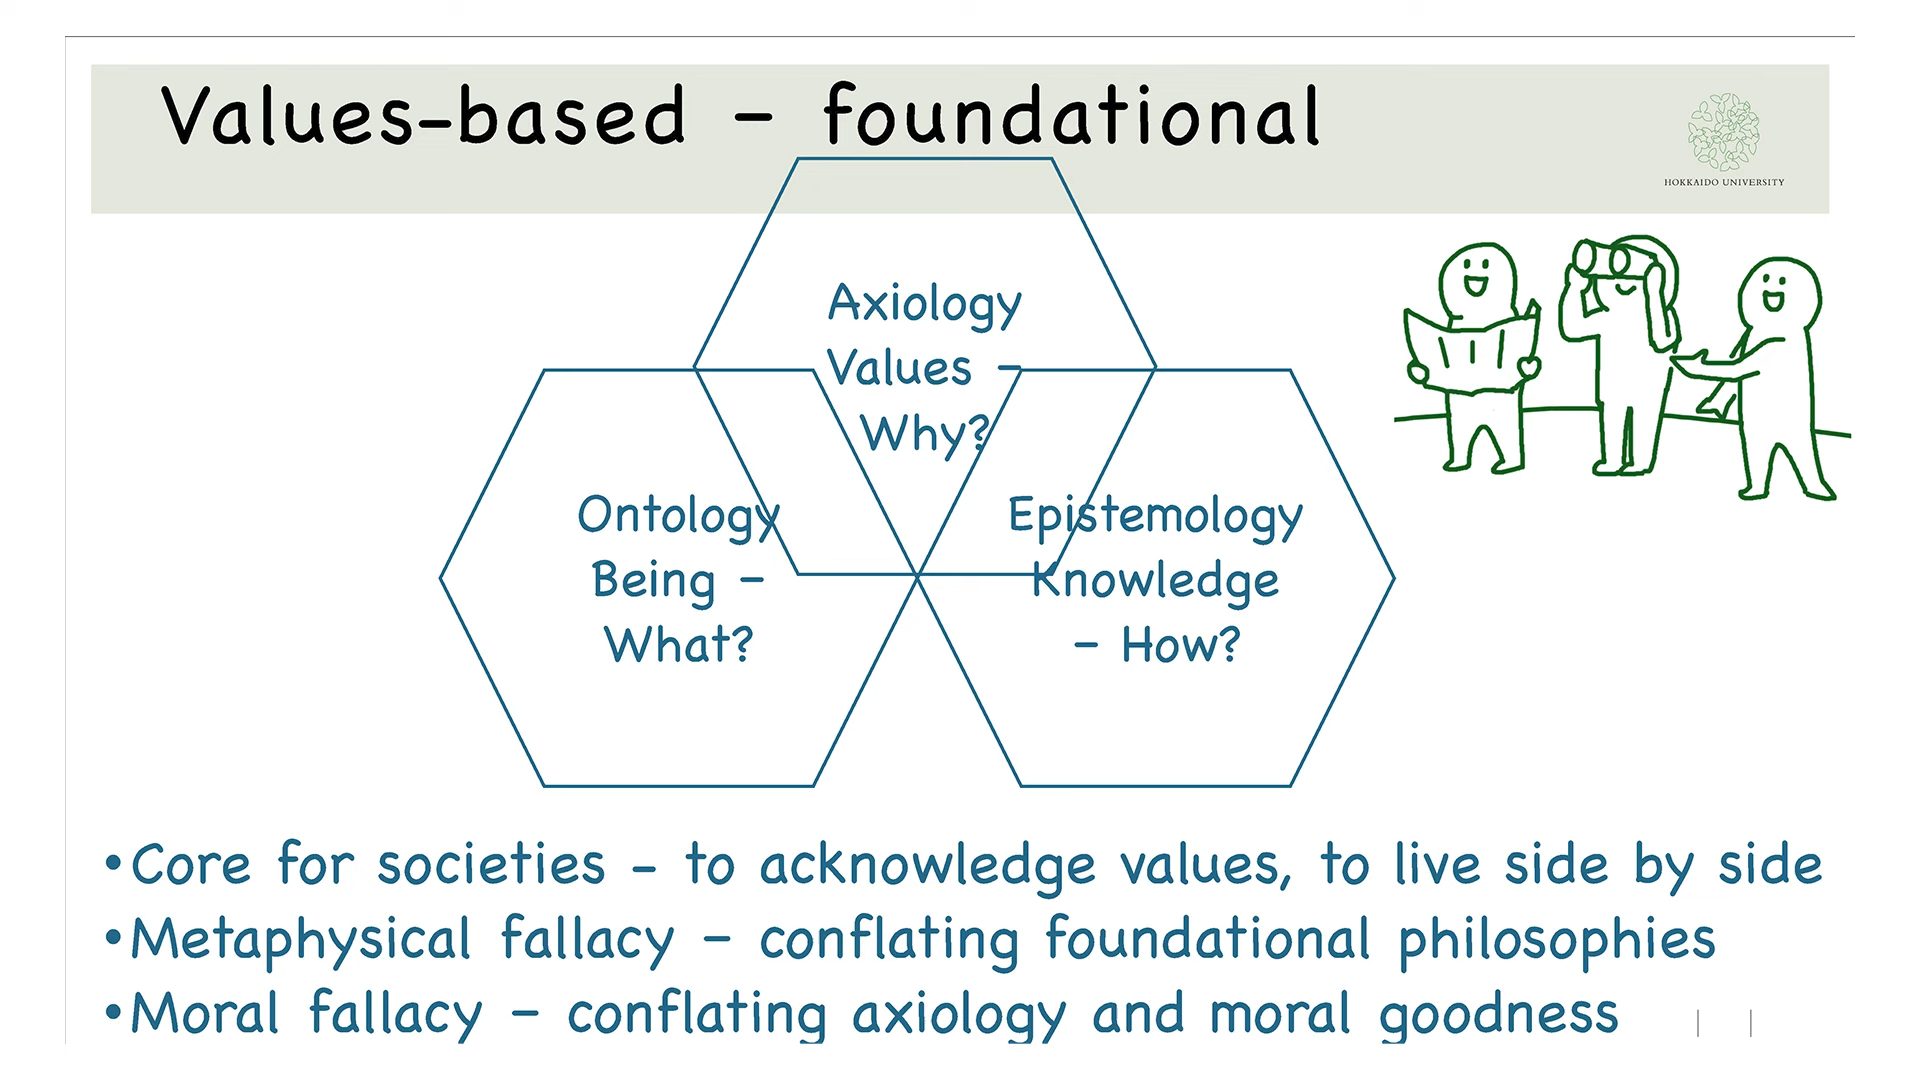 Values-based – foundational
HOKKAIDO UNIVERSITY
Axiology
Values –
Why?
Ontology
Being –
What?
Epistemology
Knowledge
– How?
•Core for societies – to acknowledge values, to live side by side
•Metaphysical fallacy – conflating foundational philosophies
•Moral fallacy – conflating axiology and moral goodness